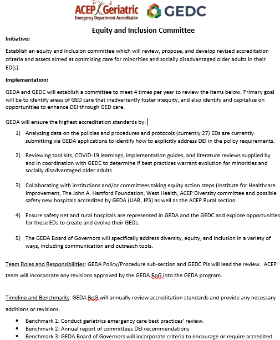 ACEP Geriatric
Emergency Department Accreditation
GEDC
Equity and Inclusion Committee
Initiative:
Establish an equity and inclusion committee which will review, propose, and develop revised accreditation
criteria and assets aimed at optimizing care for minorities and socially disadvantaged older adults in their
ED(s).
Implementation:
GEDA and GEDC will establish a committee to meet 4 times per year to review the items below. Primary goal
will be to identify areas of GED care that inadvertently foster inequity, and also identify and capitalize on
opportunities to enhance DEI through GED care.
GEDA will ensure the highest accreditation standards by:
1) Analyzing data on the policies and procedures and protocols (currently 27) EDs are currently
submitting via GEDA applications to identify how to explicitly address DEI in the policy requirements.
2) Reviewing tool kits, COVID-19 learnings, implementation guides, and literature reviews supplied by
and in coordination with GEDC to determine if best practices warrant evolution for minorities and
socially disadvantaged older adults.
3) Collaborating with institutions and/or committees taking equity action steps (Institute for Healthcare
Improvement, The John A. Hartford Foundation, West Health, ACEP Diversity committee and possible
safety new hospitals accredited by GEDA (UAB, JPS) as well as the ACEP Rural section.
4) Ensure safety net and rural hospitals are represented in GEDA and the GEDC and explore opportunities
for these EDs to create and evolve their GEDs.
5) The GEDA Board of Governors will specifically address diversity, equity, and inclusion in a variety of
ways, including communication and outreach tools.
Team Roles and Responsibilities: GEDA Policy/Procedure sub-section and GEDC PIs will lead the review. ACEP
team will incorporate any revisions approved by the GEDA BoG into the GEDA program.
Timeline and Benchmarks: GEDA BoG will annually review accreditation standards and provide any necessary
additions or revisions.
• Benchmark 1: Conduct geriatrics emergency care best practices' review.
• Benchmark 2: Annual report of committees DEI recommendations
• Benchmark 3: GEDA Board of Governors will incorporate criteria to encourage or require accredited